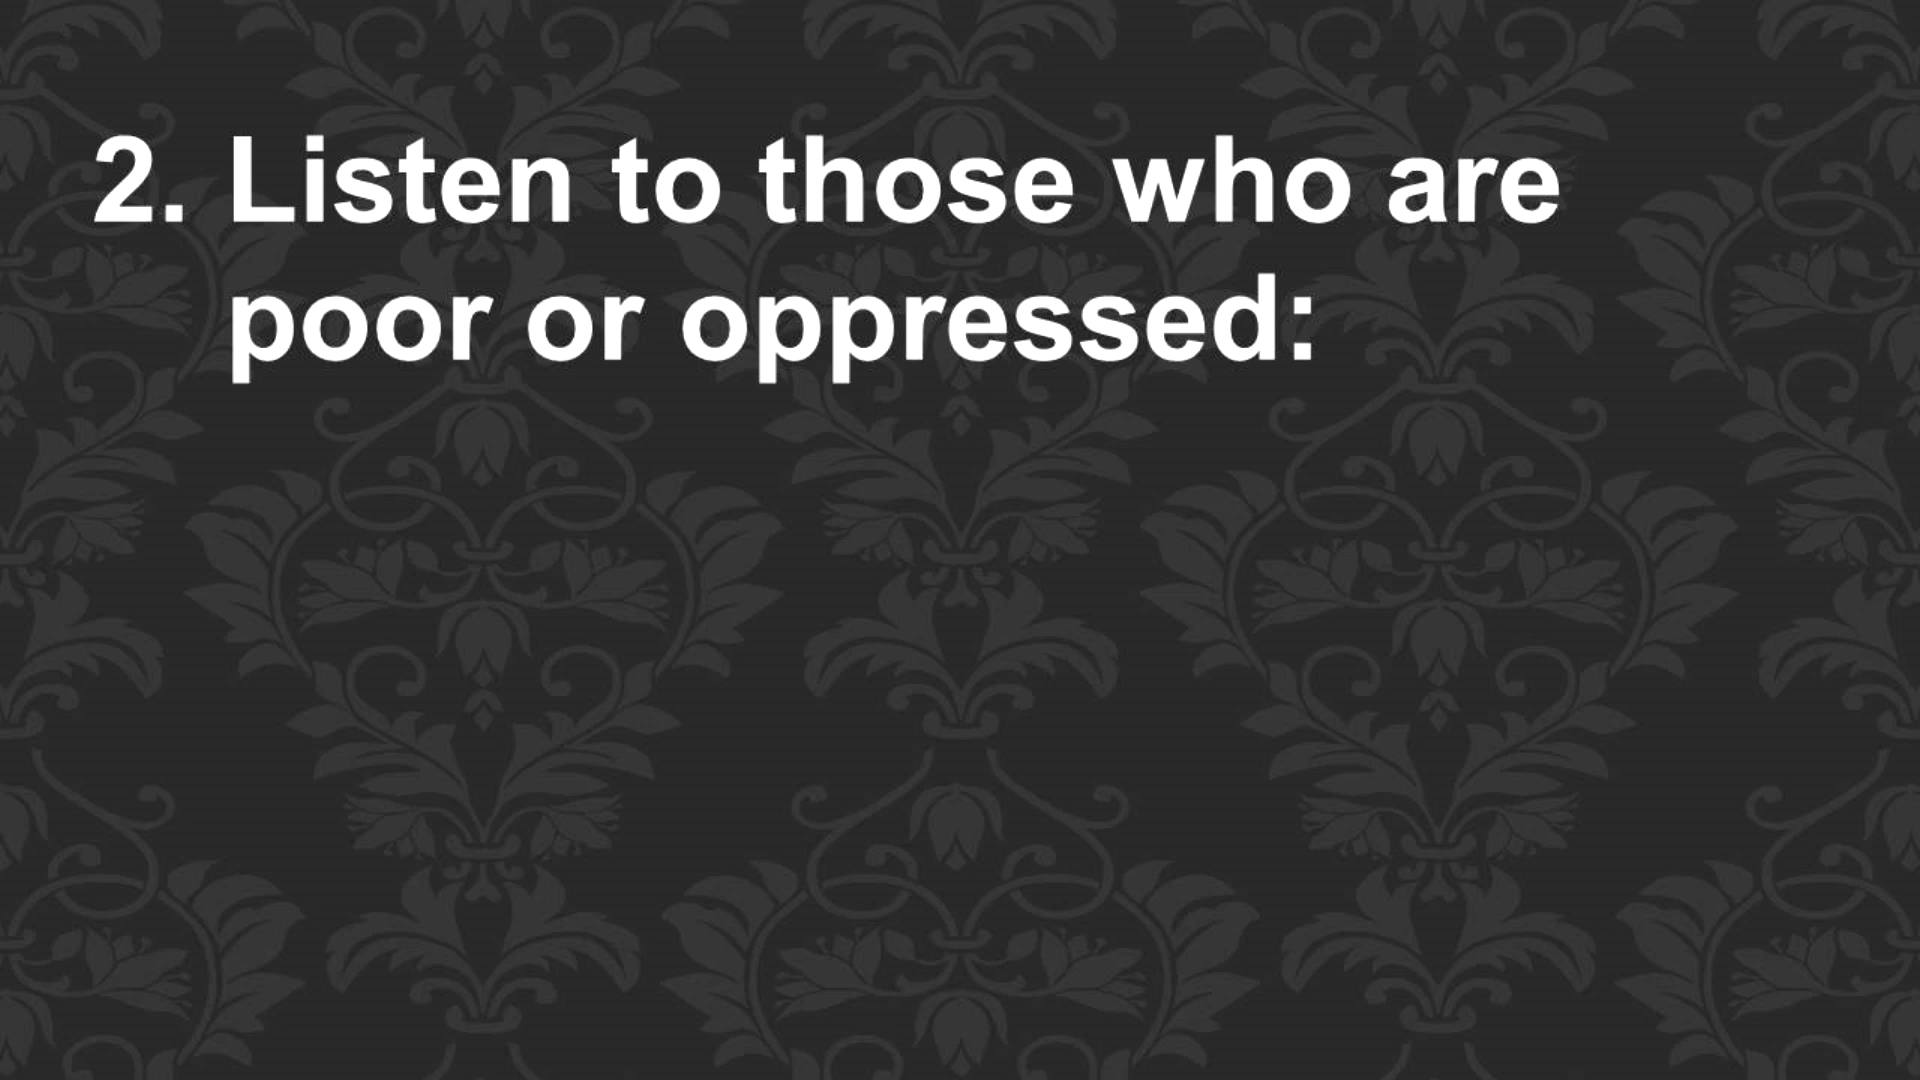 2. Listen to those who are
poor or oppressed: